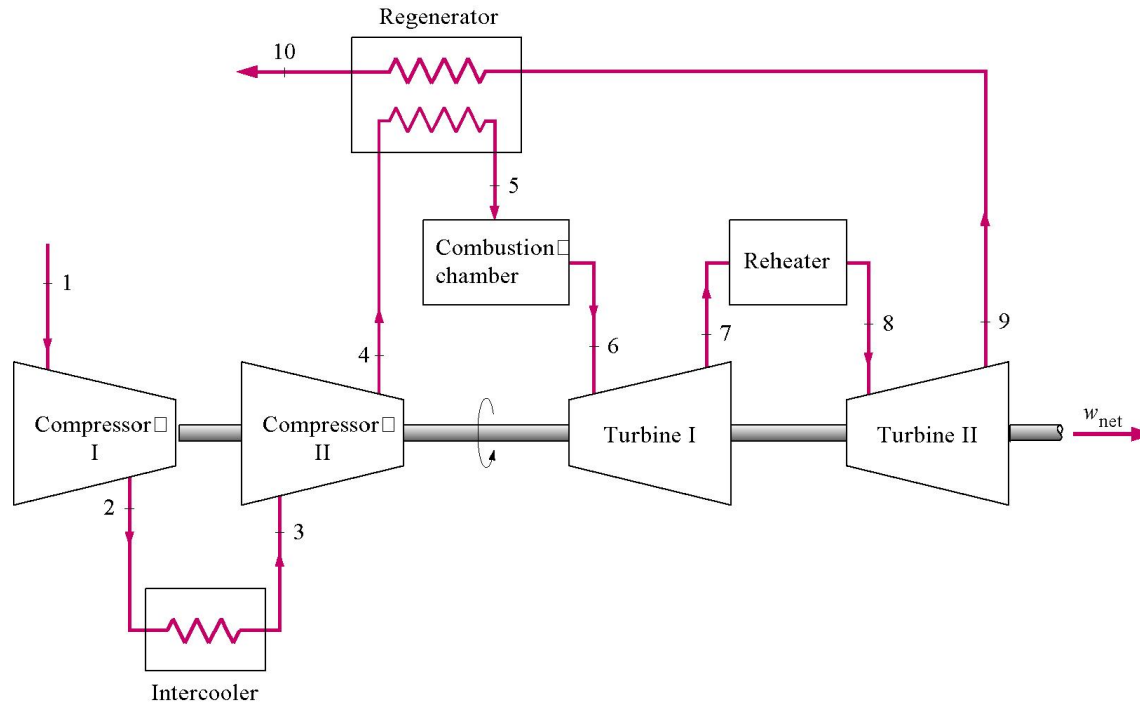 Regenerator
10
5
Combustion
chamber
Reheater
1
4
6
7
8
9
Compressor
I
Compressor
II
Turbine I
Turbine II
wnet
2
3
Intercooler